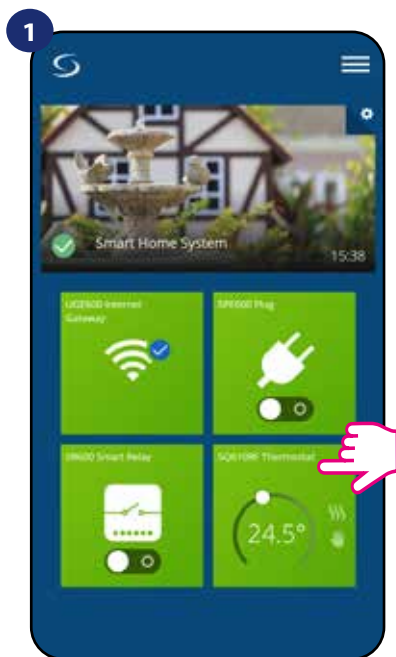 1
Smart Home System
15:38
UGE600 Internet
Gateway
SPE600 Plug
SR600 Smart Relay
SQ610RF Thermostat
24.5°